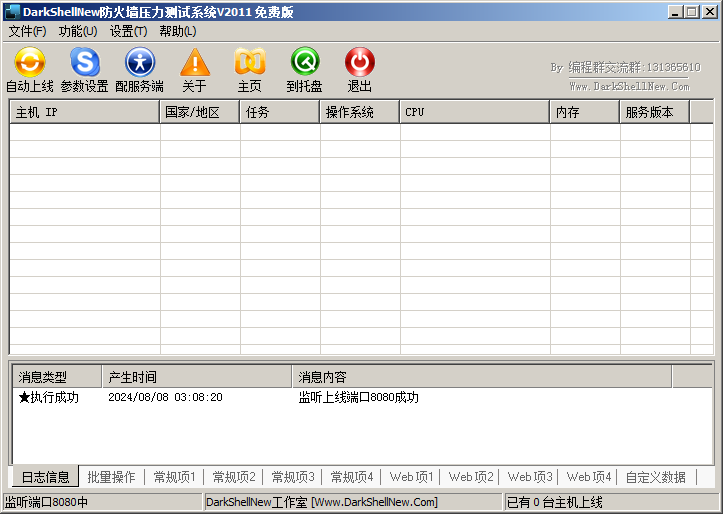 DarkShellNew防火墙压力测试系统V2011 免费版
文件(F) 功能(U) 设置(T) 帮助(L)
自动上线 参数设置 配服务端 关于 主页 到托盘 退出
By 编程群交流群:131365610
Www.DarkShellNew.Com
主机 IP 国家/地区 任务 操作系统 CPU 内存 服务版本
消息类型 产生时间 消息内容
★执行成功 2024/08/08 03:08:20 监听上线端口8080成功
日志信息 批量操作 常规项1 常规项2 常规项3 常规项4 Web项1 Web项2 Web项3 Web项4 自定义数据
监听端口8080中 DarkShellNew工作室 [Www.DarkShellNew.Com] 已有 0 台主机上线